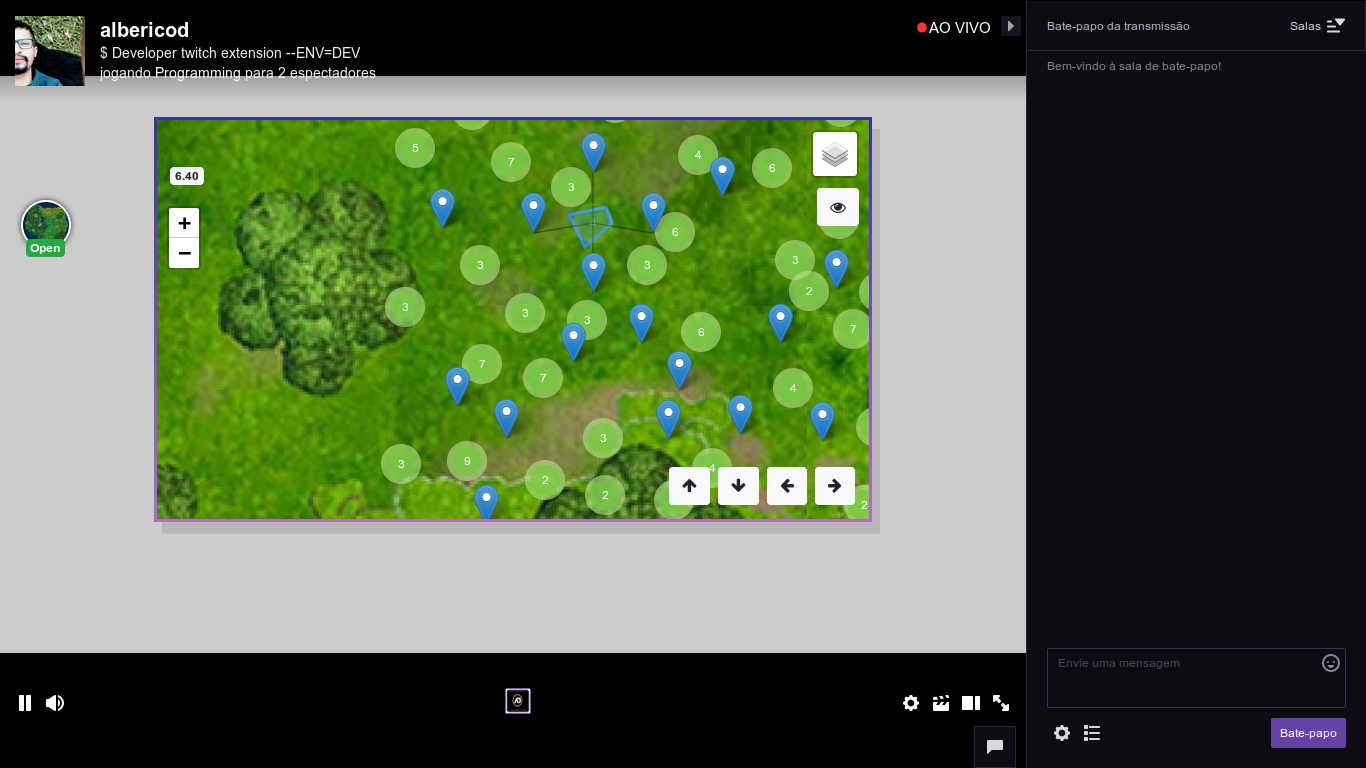 albericod
$ Developer twitch extension --ENV=DEV
jogando Programming para 2 espectadores
AO VIVO
Bate-papo da transmissão
Salas
Bem-vindo à sala de bate-papo!
5
7
4
6
3
6.40
+
−
6
Open
3
3
3
2
3
3
3
6
7
7
7
4
3
3
9
4
2
2
2
Envie uma mensagem
Bate-papo